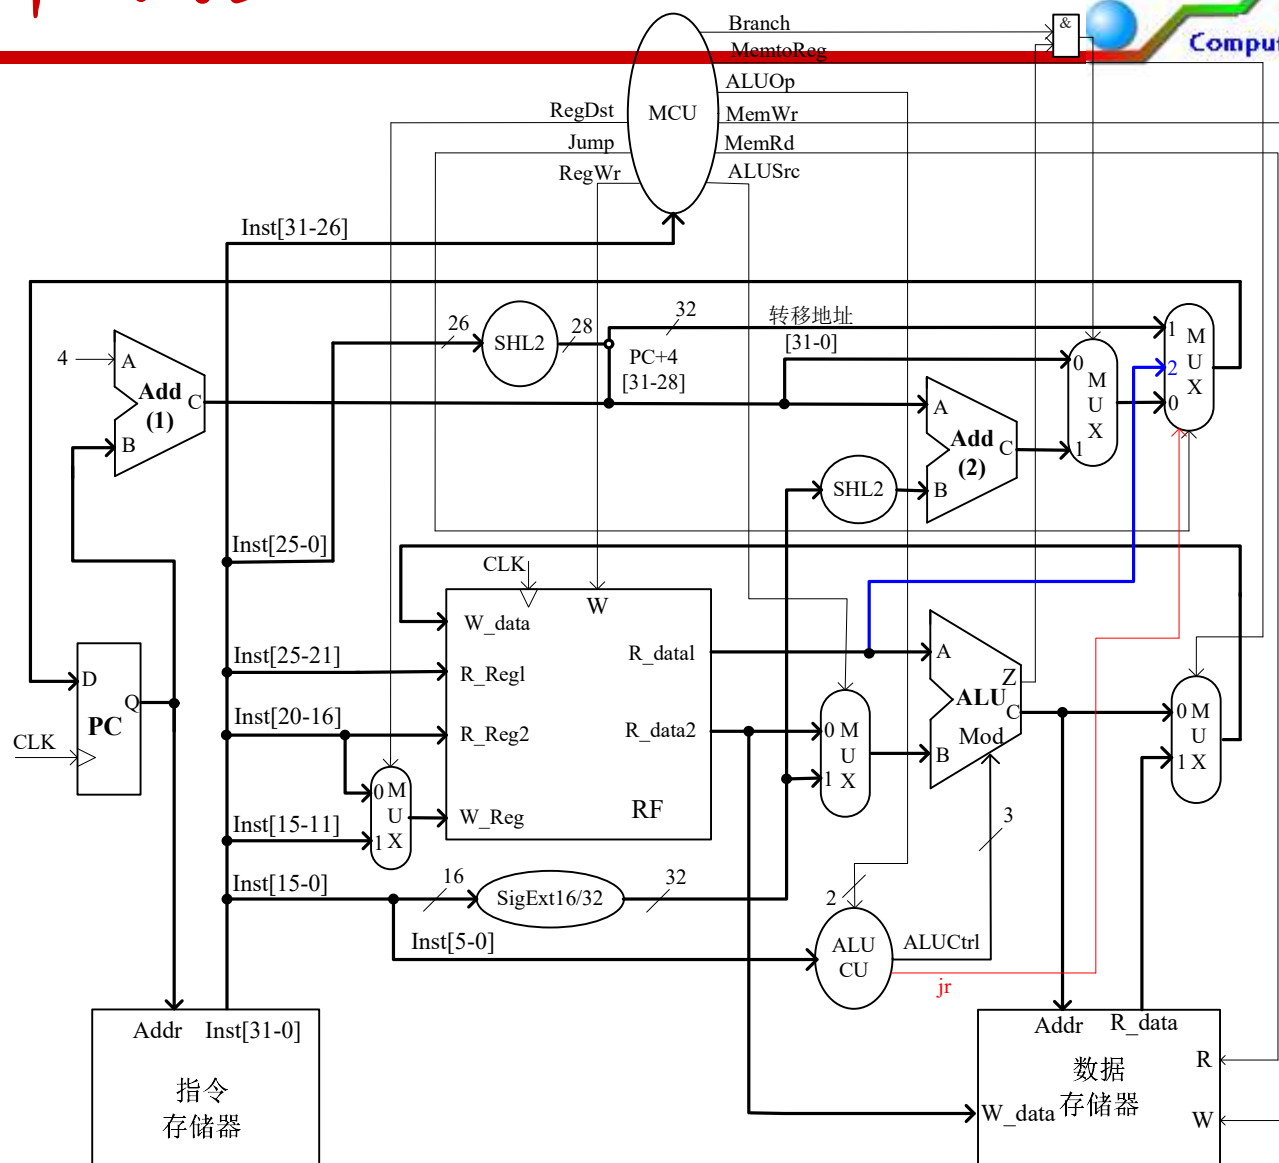 Branch
&
Comput
MemtoReg
ALUOp
RegDst
MCU
MemWr
Jump
MemRd
RegWr
ALUSrc
Inst[31-26]
26
SHL2
28
32
转移地址
[31-0]
PC+4
[31-28]
1
2
0
M
U
X
0
M
U
X
1
4
A
Add
(1)
C
B
A
Add
(2)
C
B
SHL2
Inst[25-0]
CLK
W
W_data
Inst[25-21]
R_Reg1
R_data1
Inst[20-16]
R_Reg2
R_data2
W_Reg
RF
D
Q
PC
CLK
0 M
U
1 X
Inst[15-11]
0 M
U
1 X
A
Z
ALU
C
Mod
B
0 M
U
1 X
3
Inst[15-0]
16
SigExt16/32
32
2
Inst[5-0]
ALU
CU
ALUCtrl
jr
Addr
Inst[31-0]
指令
存储器
Addr
R_data
R
数据
存储器
W_data
W